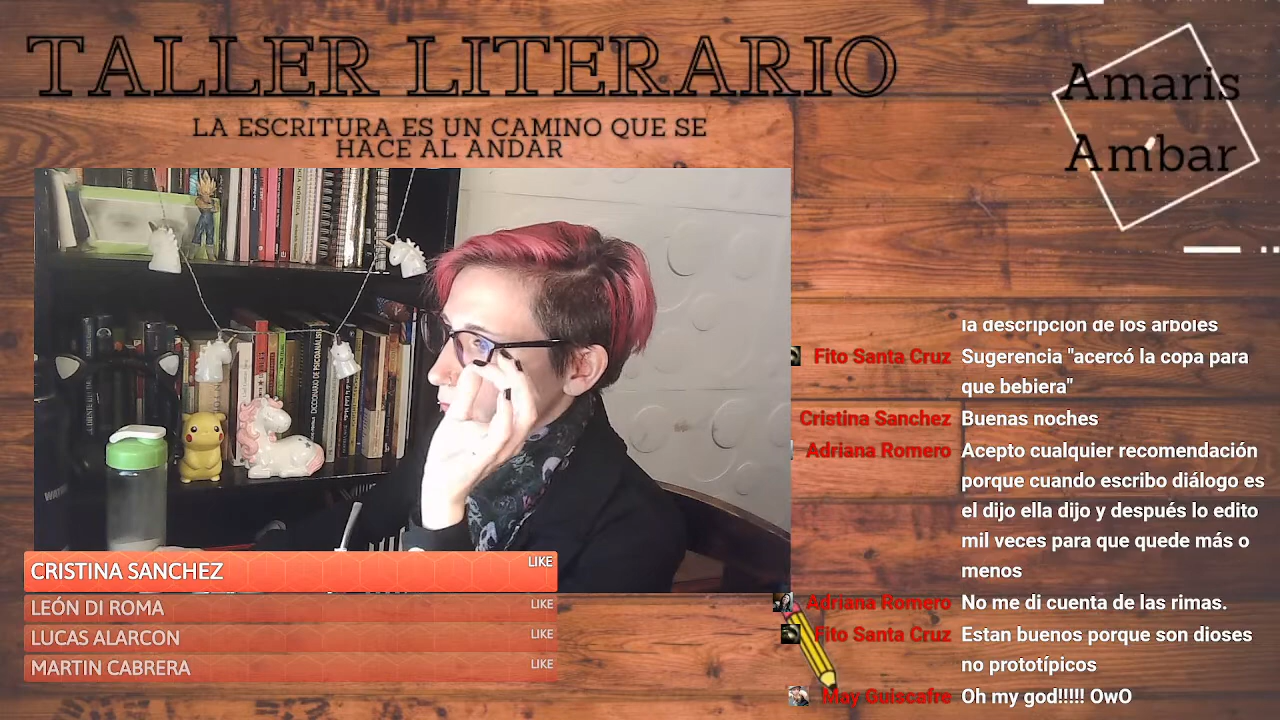 TALLER LITERARIO
LA ESCRITURA ES UN CAMINO QUE SE
HACE AL ANDAR
Amaris
Ambar
DICCIONARIO DE PSICOANÁLISIS
la descripción de los árboles
Fito Santa Cruz Sugerencia "acercó la copa para
que bebiera"
Cristina Sanchez Buenas noches
Adriana Romero Acepto cualquier recomendación
porque cuando escribo diálogo es
el dijo ella dijo y después lo edito
mil veces para que quede más o
menos
Adriana Romero No me di cuenta de las rimas.
Fito Santa Cruz Estan buenos porque son dioses
no prototípicos
May Guiscafre Oh my god!!!!! OwO
CRISTINA SANCHEZ LIKE
LEÓN DI ROMA LIKE
LUCAS ALARCON LIKE
MARTIN CABRERA LIKE